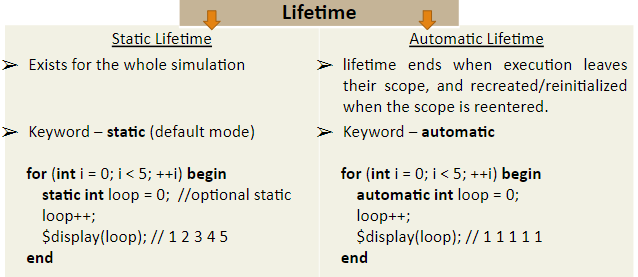 Lifetime
Static Lifetime
➢ Exists for the whole simulation
➢ Keyword – static (default mode)
for (int i = 0; i < 5; ++i) begin
static int loop = 0;  //optional static
loop++;
$display(loop); // 1 2 3 4 5
end
Automatic Lifetime
➢ lifetime ends when execution leaves
their scope, and recreated/reinitialized
when the scope is reentered.
➢ Keyword – automatic
for (int i = 0; i < 5; ++i) begin
automatic int loop = 0;
loop++;
$display(loop); // 1 1 1 1 1
end